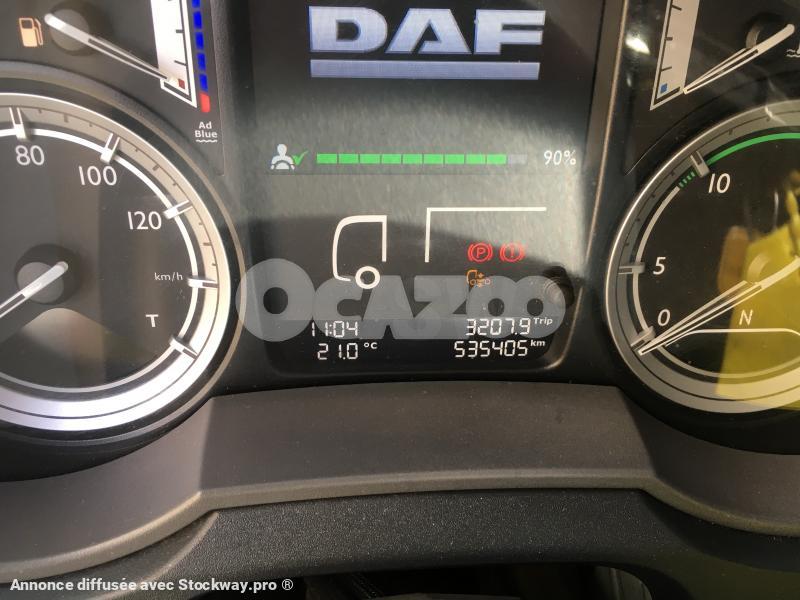 DAF
Ad
Blue
90%
80
100
120
km/h
T
10
5
0
N
P
OCAZOO
11:04
3207.9 Trip
21.0 °C
535405 km
Annonce diffusée avec Stockway.pro ®